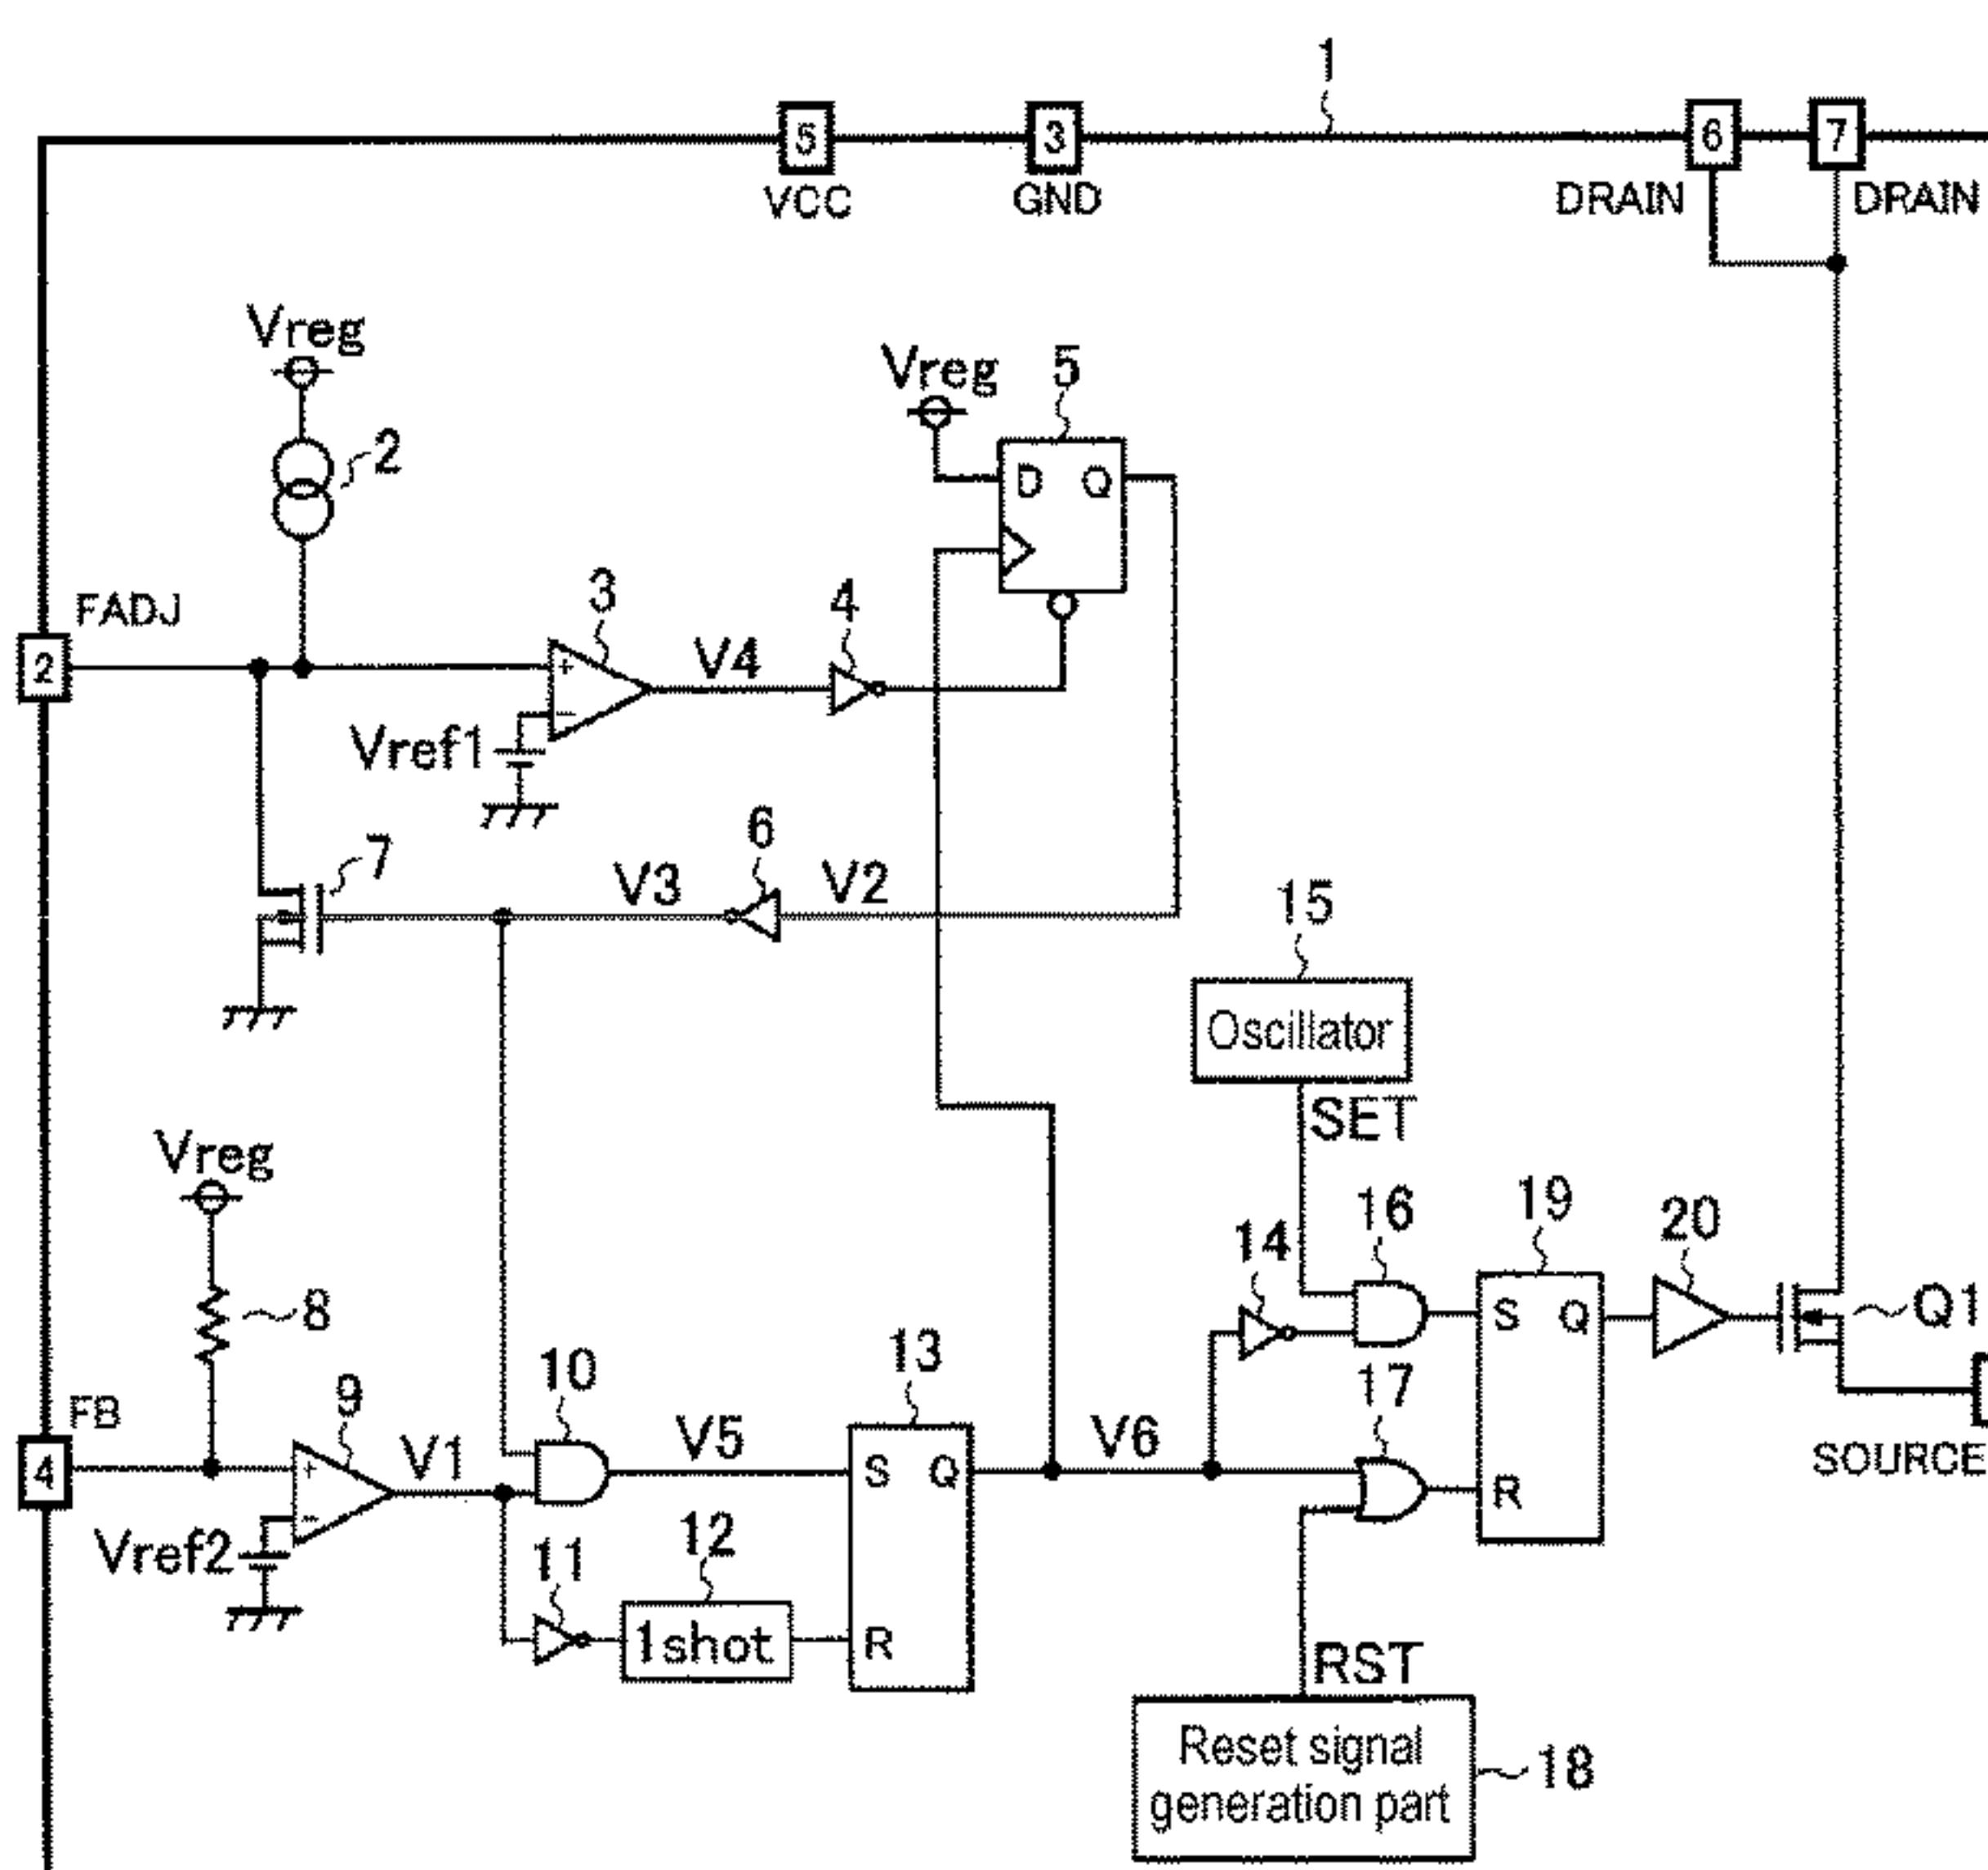 1
5
3
6
7
VCC
GND
DRAIN
DRAIN
Vreg
2
Vreg
5
D
Q
FADJ
2
3
+
-
V4
4
Vref1
7
V3
6
V2
15
Oscillator
SET
Vreg
8
14
16
19
20
S
Q
Q1
R
FB
4
9
+
-
V1
10
V5
13
S
Q
R
V6
17
SOURCE
Vref2
11
12
1shot
RST
Reset signal
generation part
18